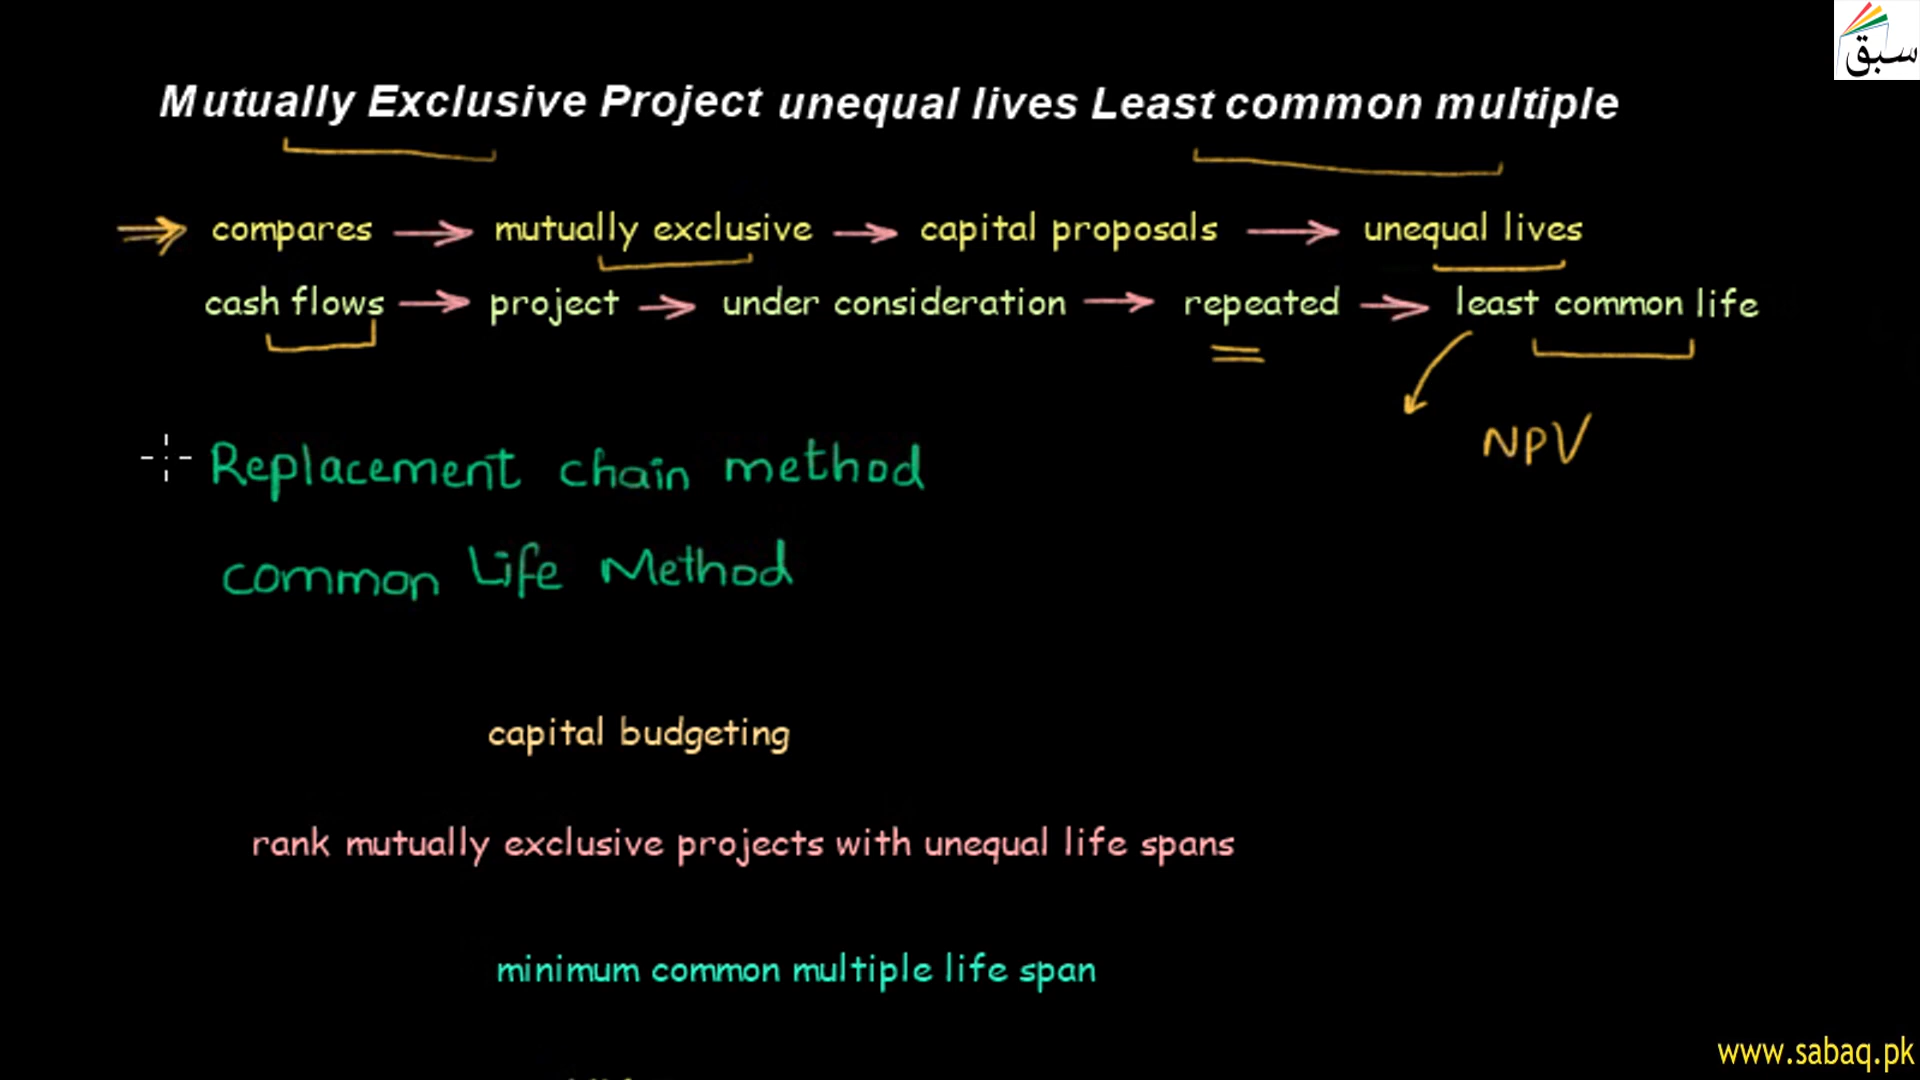 سبق
Mutually Exclusive Project unequal lives Least common multiple
compares → mutually exclusive → capital proposals → unequal lives
cash flows → project → under consideration → repeated → least common life
NPV
Replacement chain method
common Life Method
capital budgeting
rank mutually exclusive projects with unequal life spans
minimum common multiple life span
www.sabaq.pk